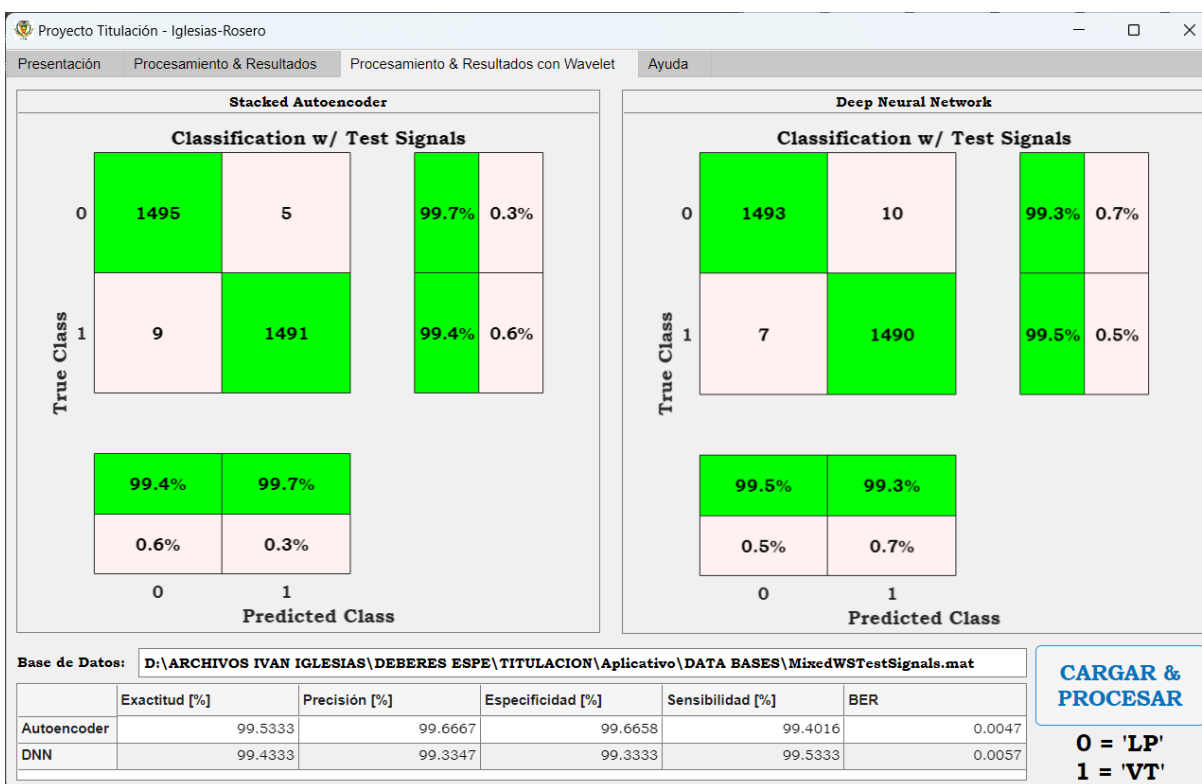 Proyecto Titulación - Iglesias-Rosero
Presentación Procesamiento & Resultados Procesamiento & Resultados con Wavelet Ayuda
Stacked Autoencoder
Classification w/ Test Signals
0 1495 5 99.7% 0.3%
1 9 1491 99.4% 0.6%
True Class
99.4% 99.7%
0.6% 0.3%
0 1
Predicted Class
Deep Neural Network
Classification w/ Test Signals
0 1493 10 99.3% 0.7%
1 7 1490 99.5% 0.5%
True Class
99.5% 99.3%
0.5% 0.7%
0 1
Predicted Class
Base de Datos: D:\ARCHIVOS IVAN IGLESIAS\DEBERES ESPE\TITULACION\Aplicativo\DATA BASES\MixedWSTestSignals.mat
Exactitud [%] Precisión [%] Especificidad [%] Sensibilidad [%] BER
Autoencoder 99.5333 99.6667 99.6658 99.4016 0.0047
DNN 99.4333 99.3347 99.3333 99.5333 0.0057
CARGAR &
PROCESAR
0 = 'LP'
1 = 'VT'